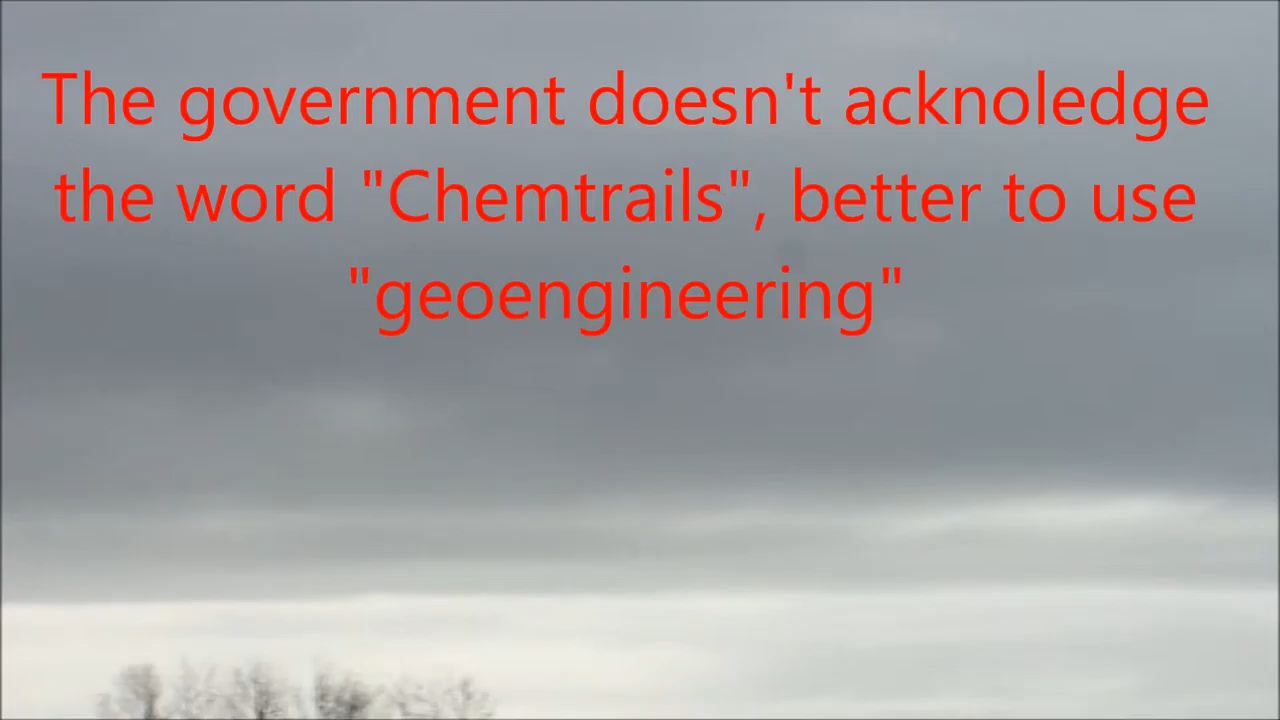 The government doesn't acknoledge
the word "Chemtrails", better to use
"geoengineering"